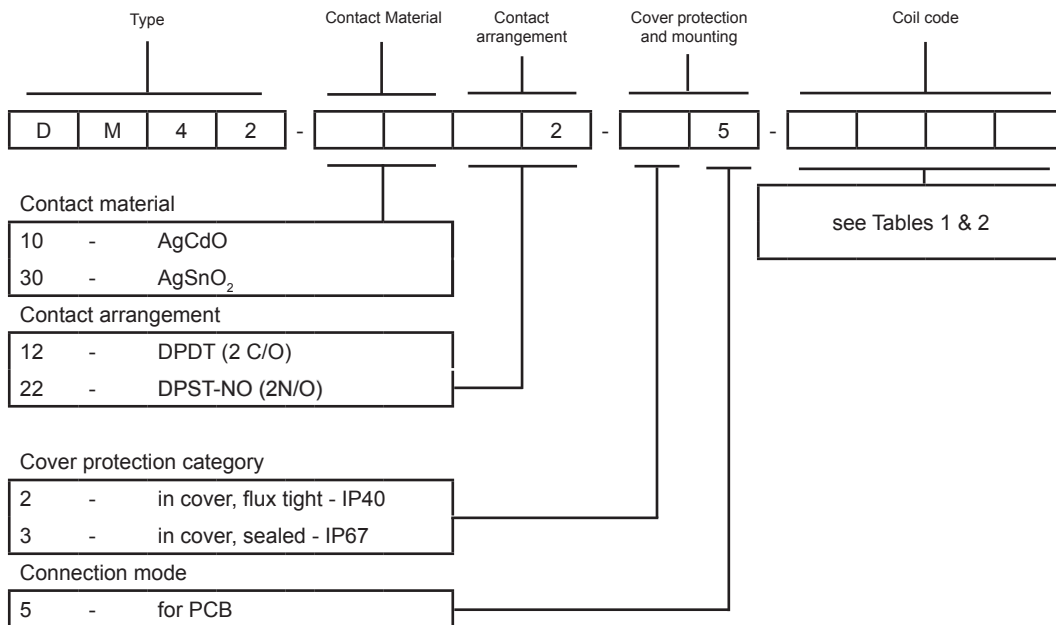 Type
Contact Material
Contact
arrangement
Cover protection
and mounting
Coil code
D M 4 2 - 2 - 5 -
Contact material
10 - AgCdO
30 - AgSnO2
Contact arrangement
12 - DPDT (2 C/O)
22 - DPST-NO (2N/O)
Cover protection category
2 - in cover, flux tight - IP40
3 - in cover, sealed - IP67
Connection mode
5 - for PCB
see Tables 1 & 2